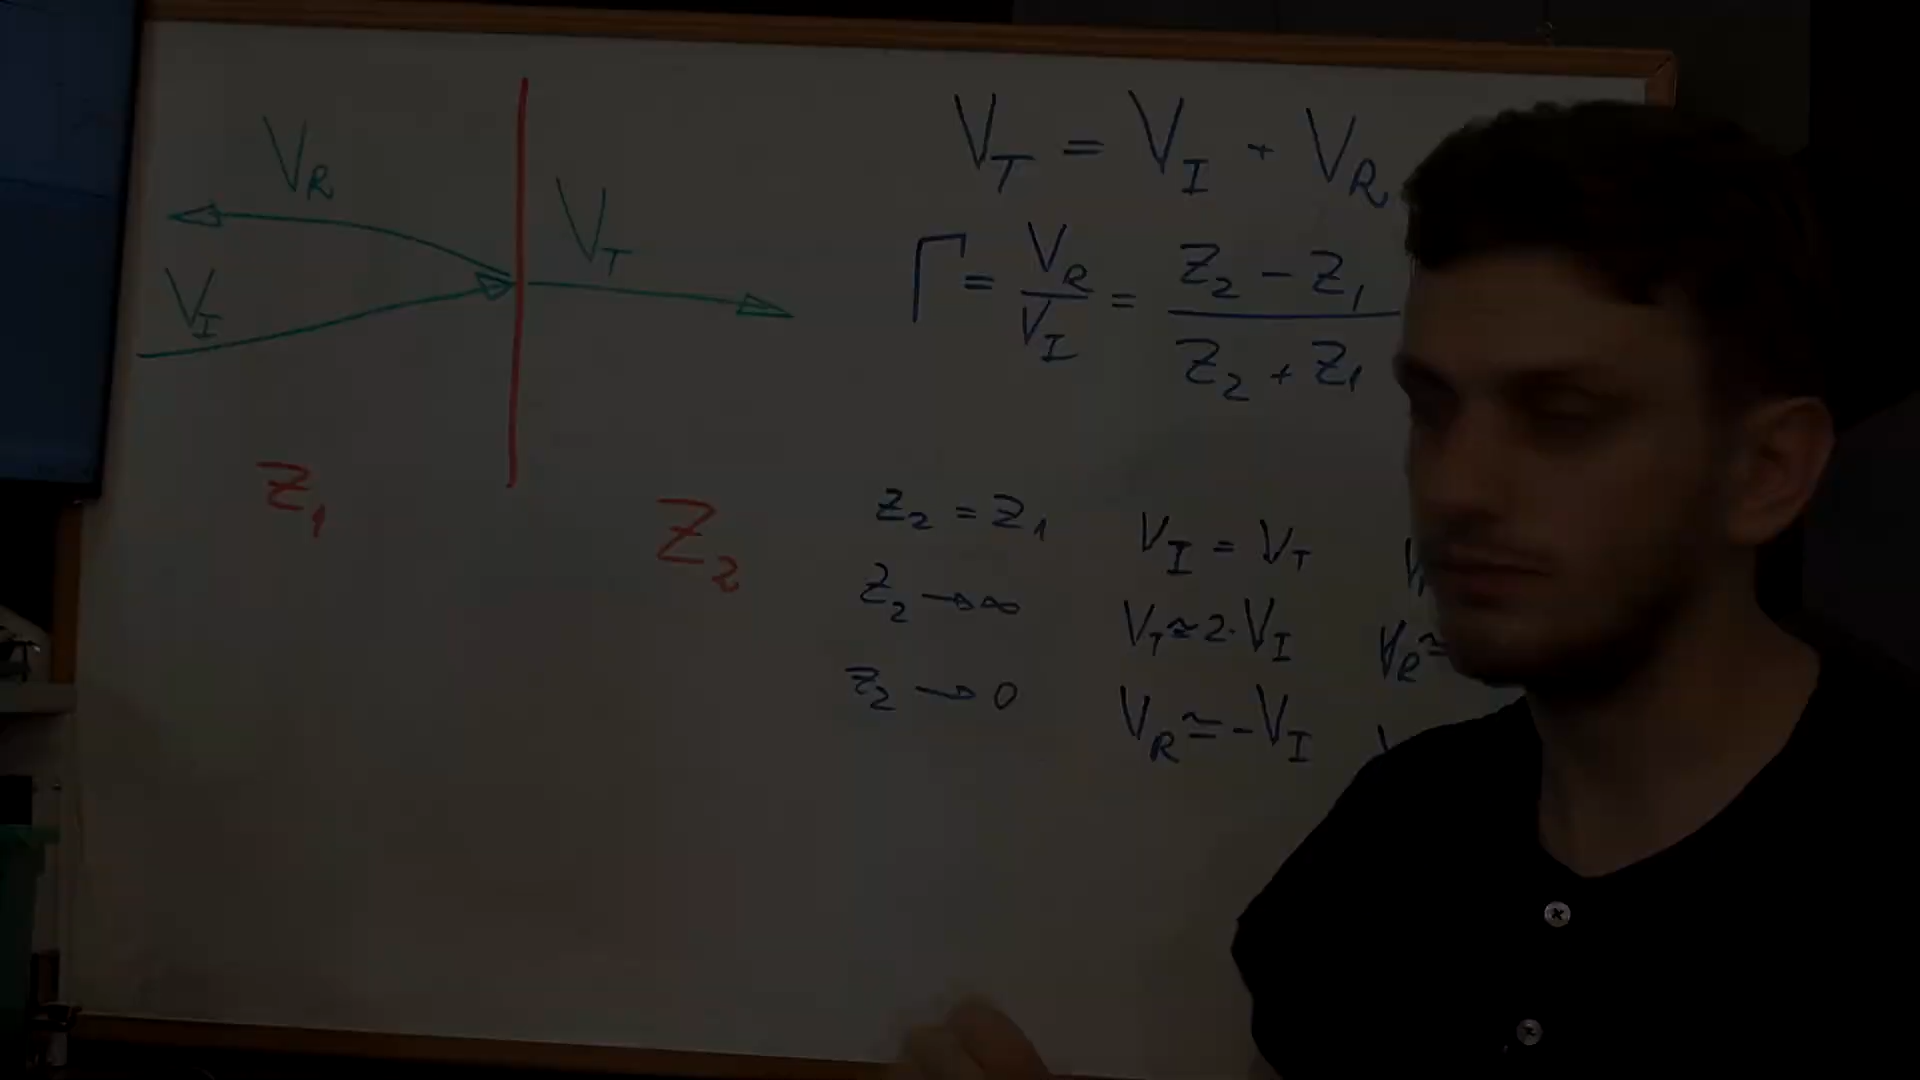 V_R
V_I
V_T
Z_1
Z_2
V_T = V_I + V_R
Γ = V_R / V_I = Z_2 - Z_1 / Z_2 + Z_1
Z_2 = Z_1 V_I = V_T
Z_2 → ∞ V_T ≃ 2·V_I V_R ≃
Z_2 → 0 V_R ≃ -V_I